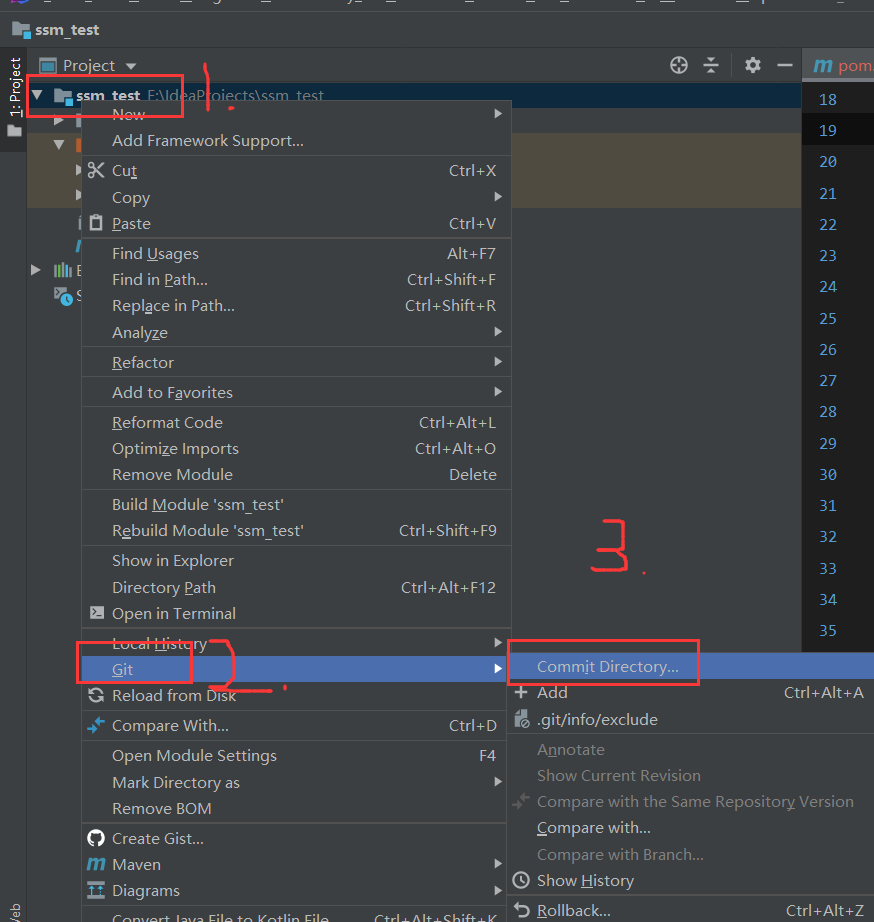 ssm_test
1: Project
Project
pom
ssm_test F:\IdeaProjects\ssm_test
1.
New
Add Framework Support...
Cut Ctrl+X
Copy
Paste Ctrl+V
Find Usages Alt+F7
Find in Path... Ctrl+Shift+F
Replace in Path... Ctrl+Shift+R
Analyze
Refactor
Add to Favorites
Reformat Code Ctrl+Alt+L
Optimize Imports Ctrl+Alt+O
Remove Module Delete
Build Module 'ssm_test'
Rebuild Module 'ssm_test' Ctrl+Shift+F9
Show in Explorer
Directory Path Ctrl+Alt+F12
Open in Terminal
Local History
Git
2.
Reload from Disk
Compare With... Ctrl+D
Open Module Settings F4
Mark Directory as
Remove BOM
Create Gist...
Maven
Diagrams
Convert Java File to Kotlin File Ctrl+Alt+Shift+K
3.
Commit Directory...
Add Ctrl+Alt+A
.git/info/exclude
Annotate
Show Current Revision
Compare with the Same Repository Version
Compare with...
Compare with Branch...
Show History
Rollback... Ctrl+Alt+Z
18
19
20
21
22
23
24
25
26
27
28
29
30
31
32
33
34
35